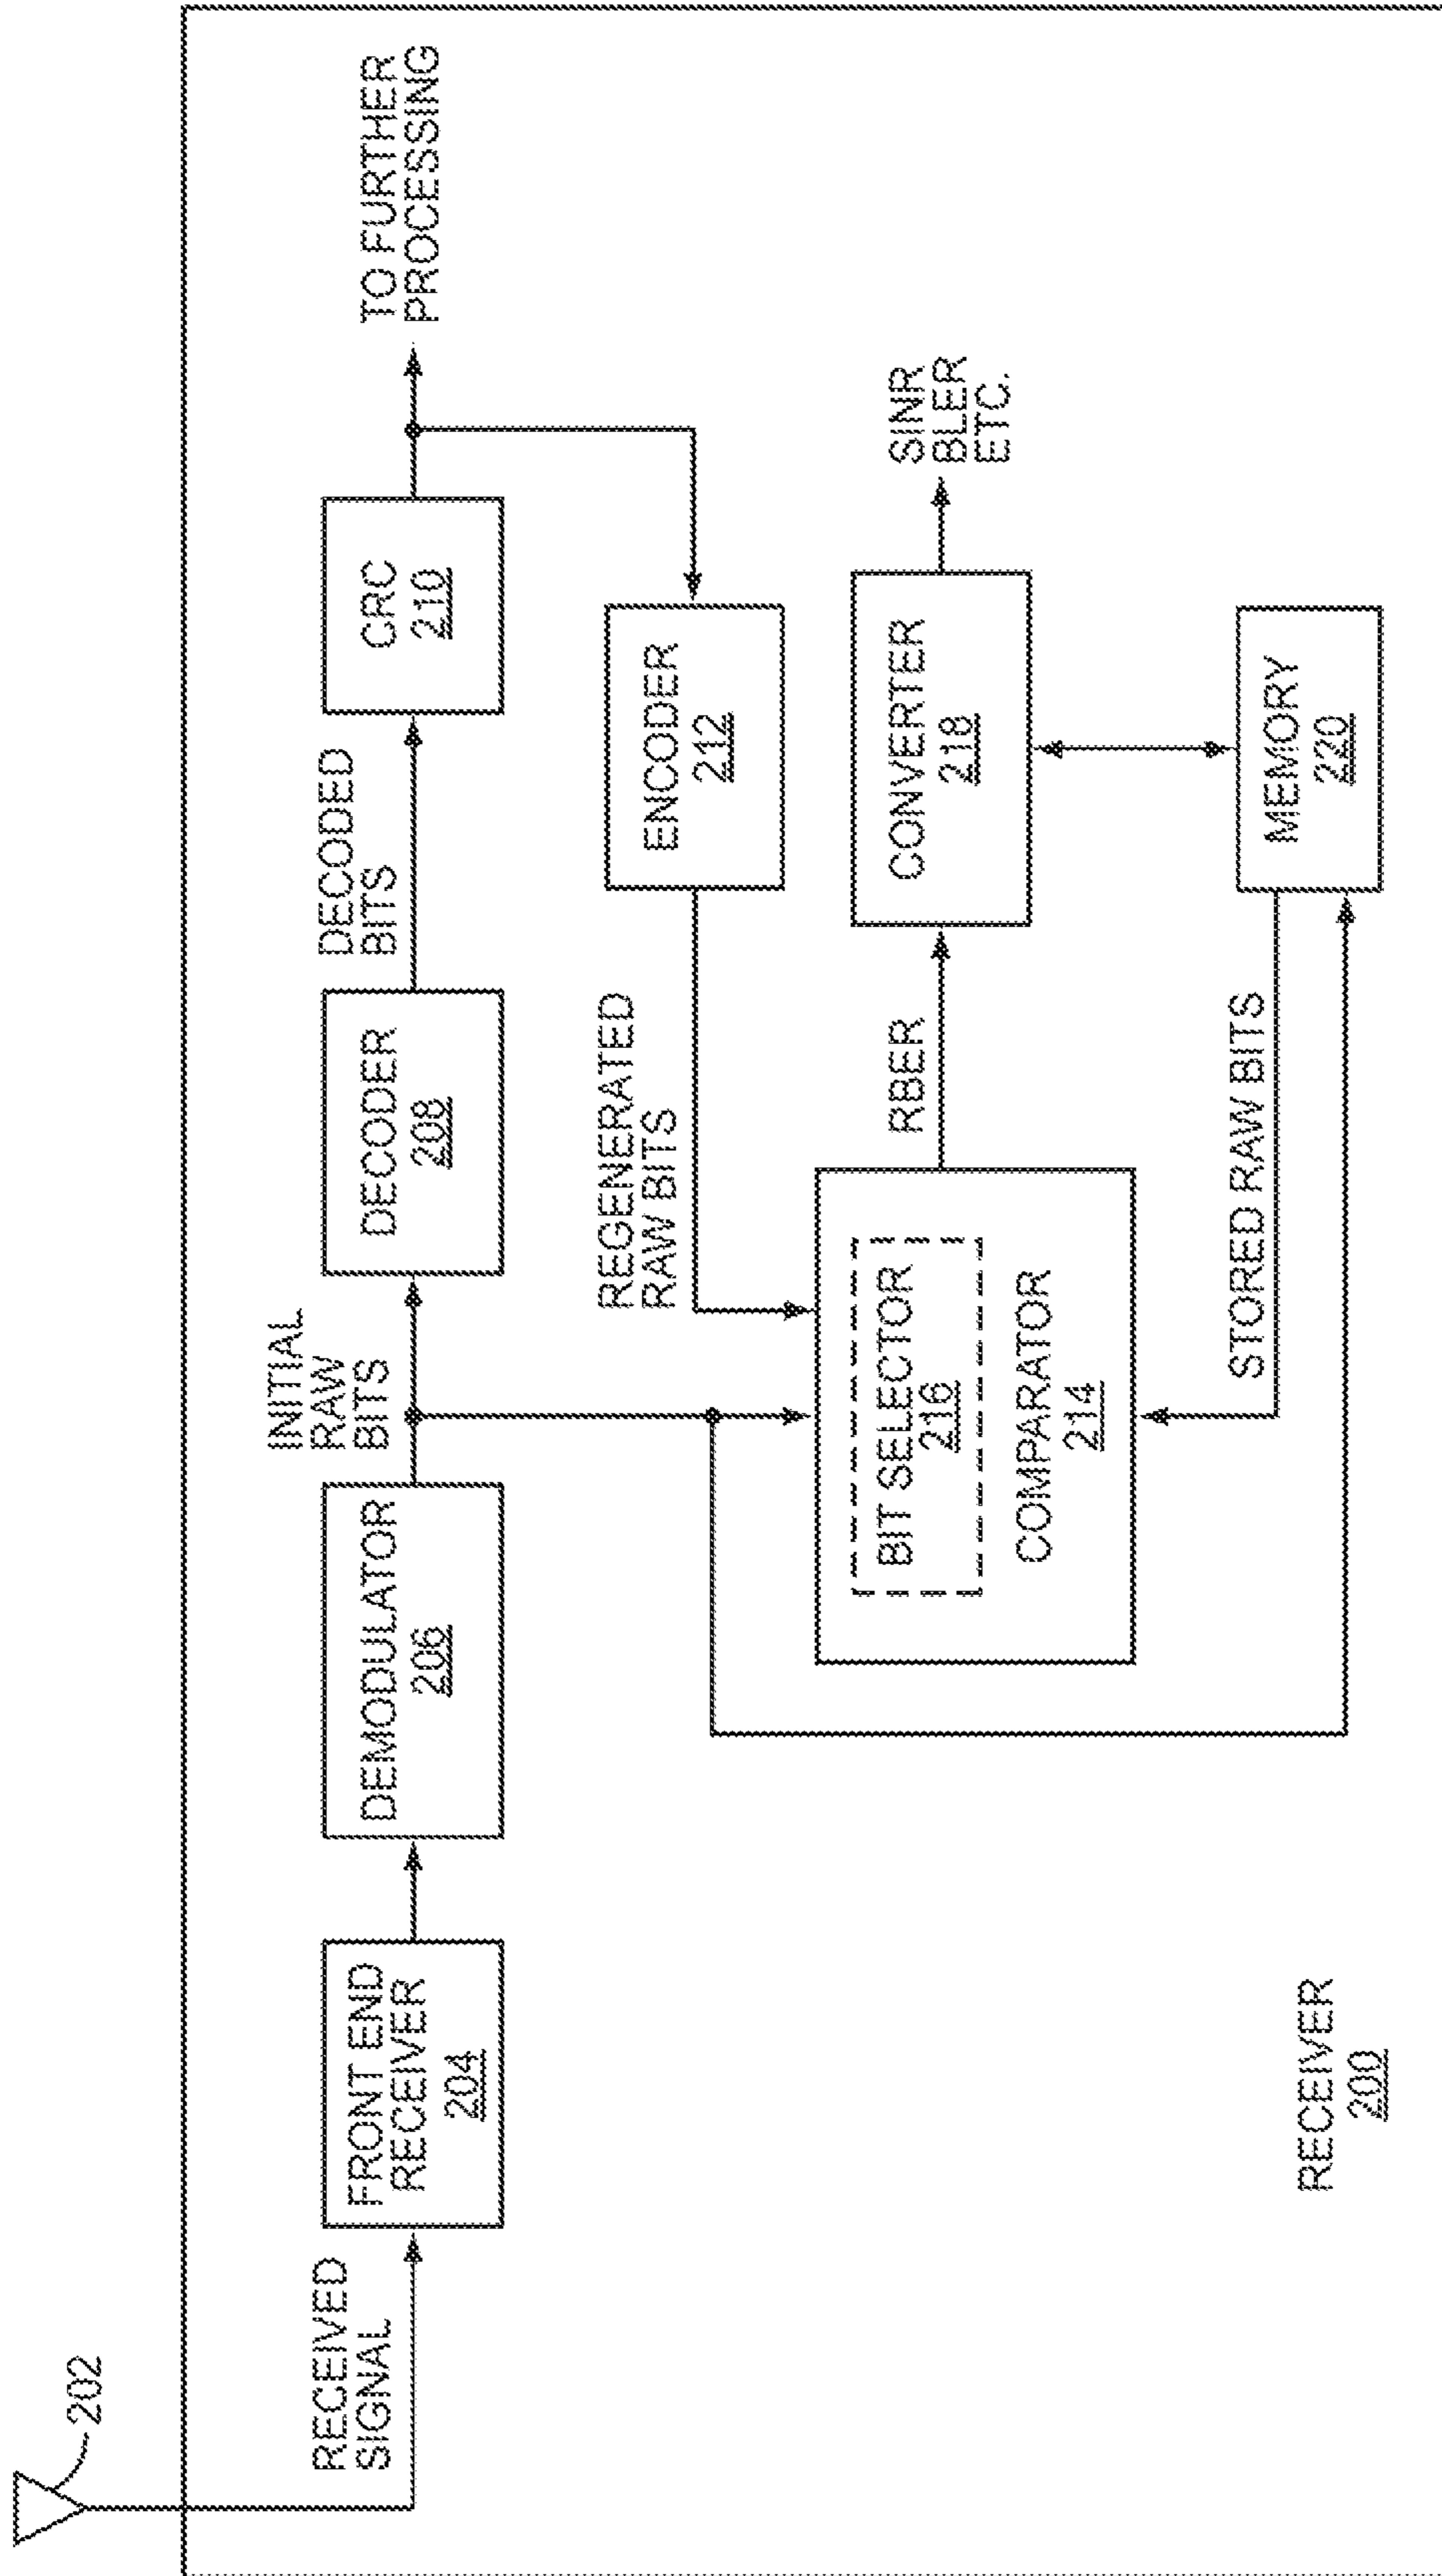 202
RECEIVED
SIGNAL
FRONT END
RECEIVER
204
DEMODULATOR
206
INITIAL
RAW
BITS
DECODER
208
DECODED
BITS
CRC
210
TO FURTHER
PROCESSING
ENCODER
212
REGENERATED
RAW BITS
BIT SELECTOR
216
COMPARATOR
214
RBER
CONVERTER
218
SINR
BLER
ETC.
STORED RAW BITS
MEMORY
220
RECEIVER
200